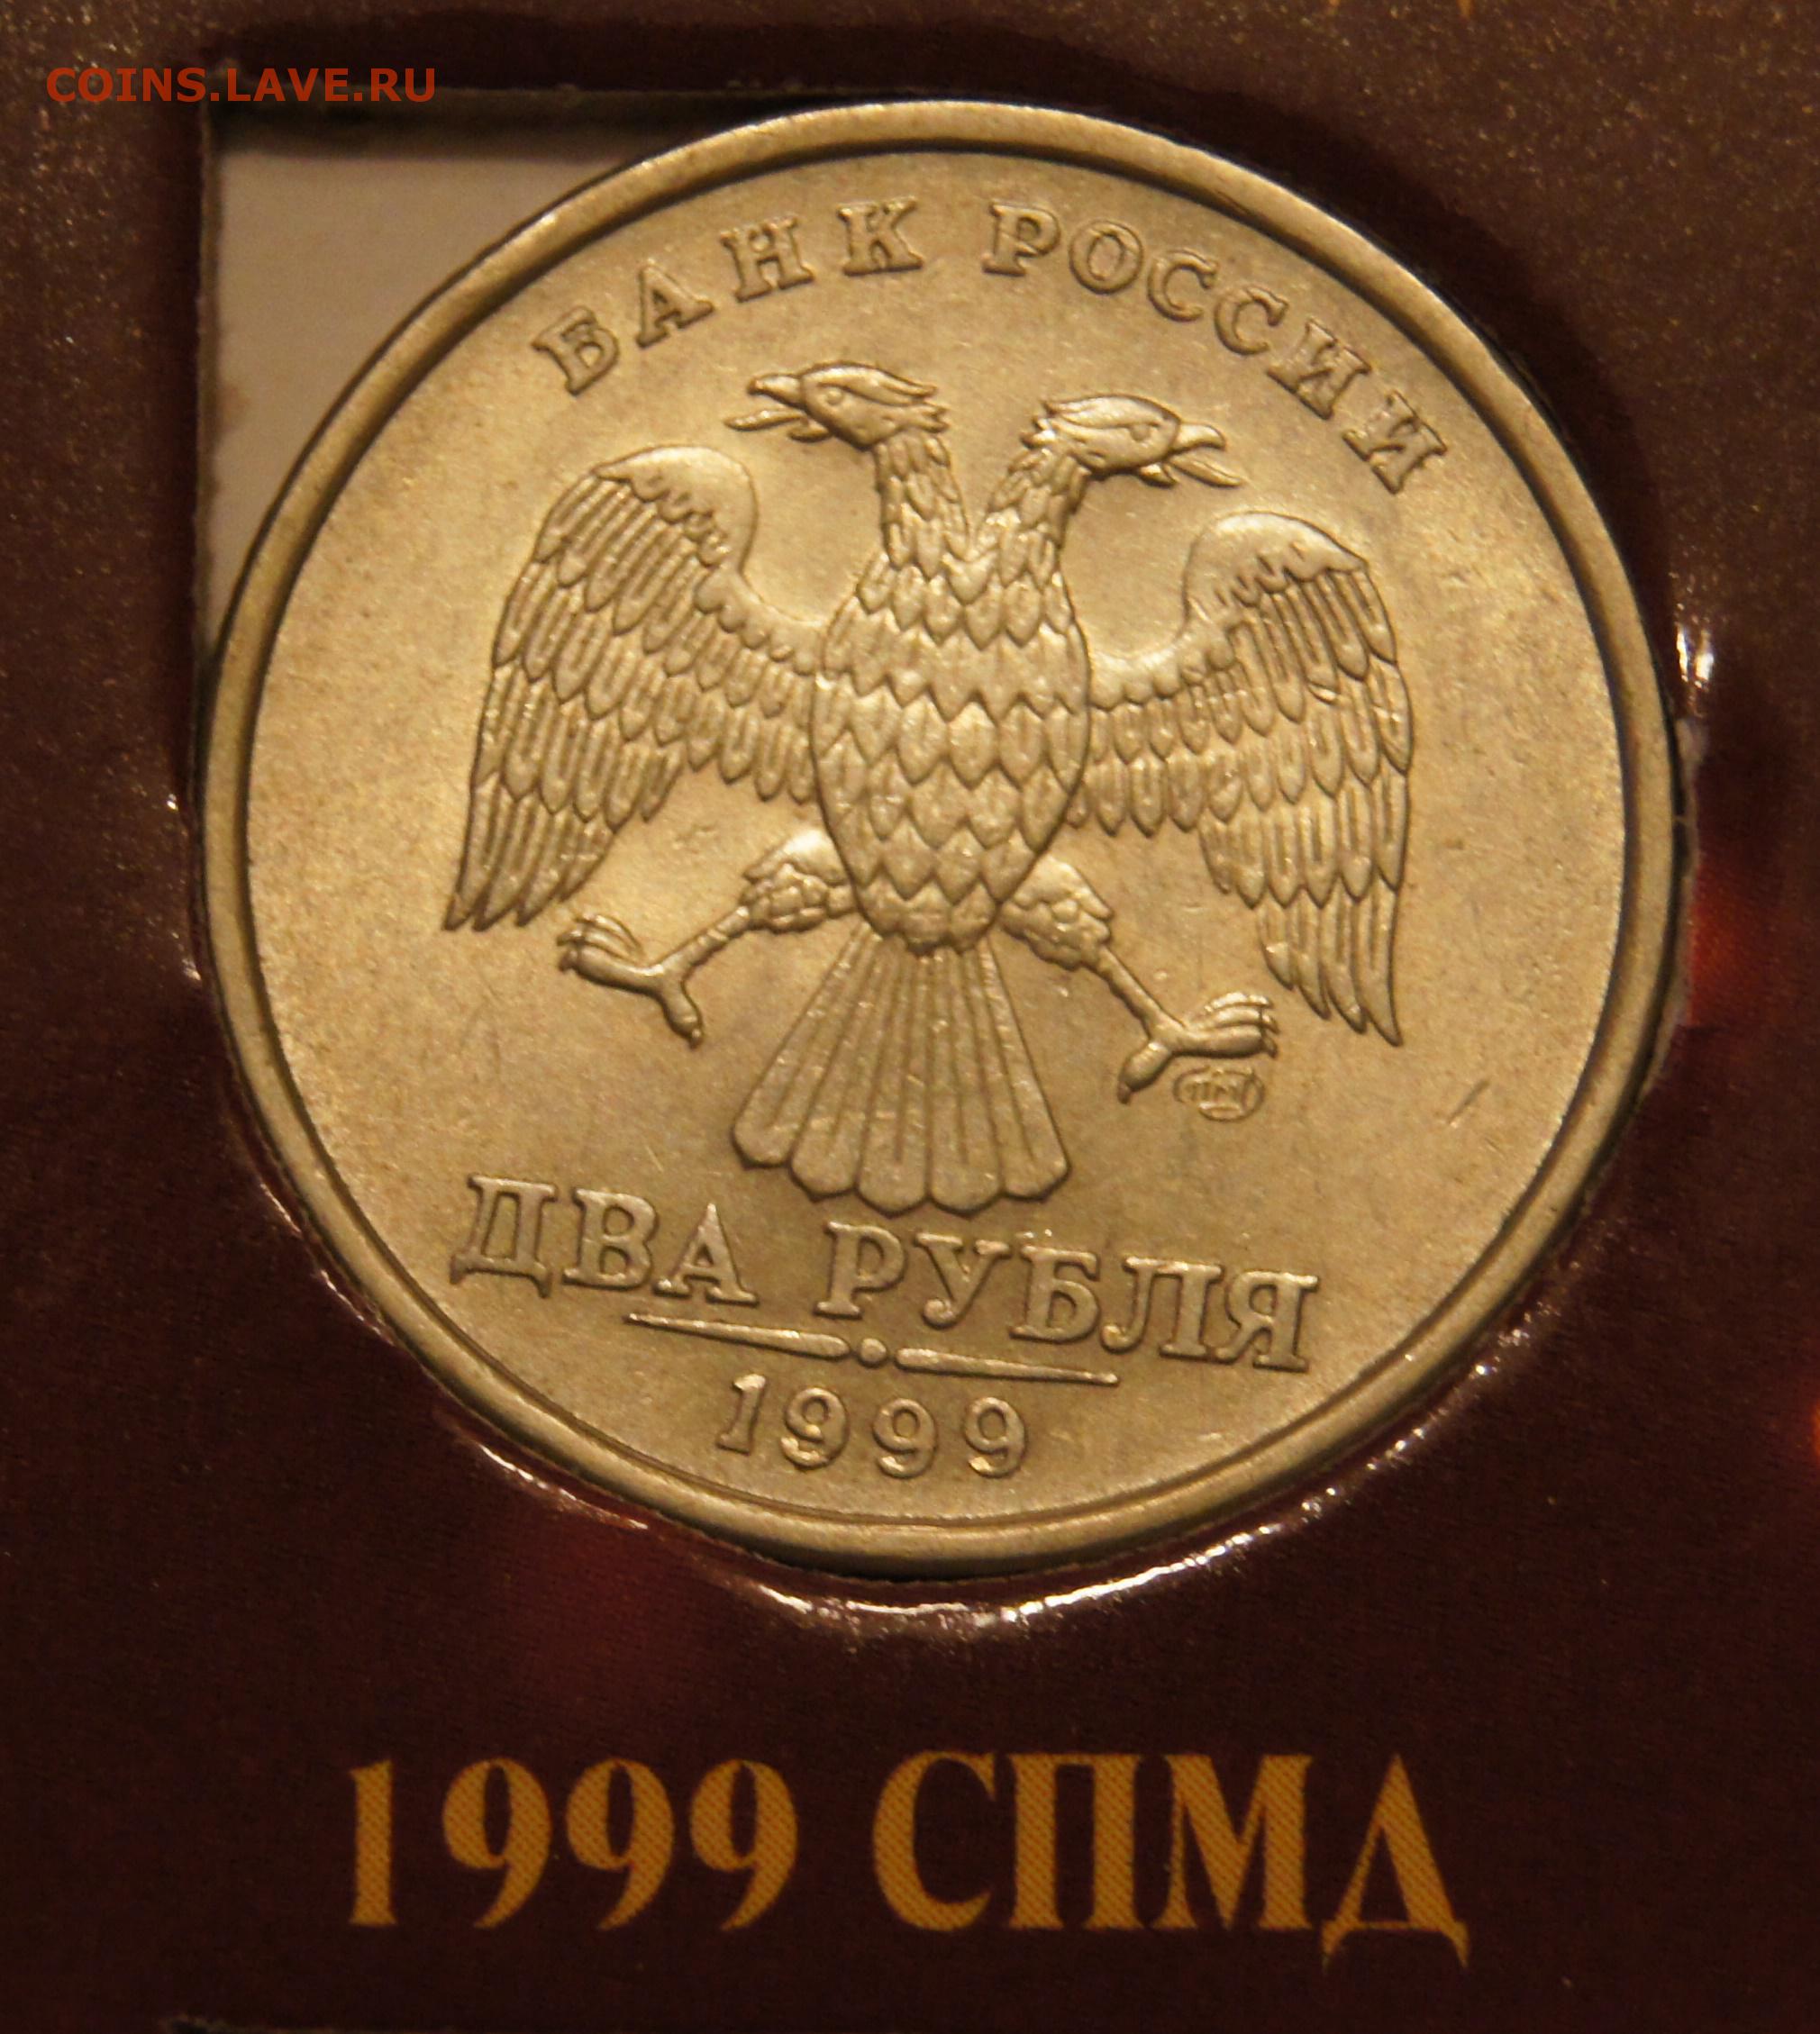 COINS.LAVE.RU
БАНК РОССИИ
ДВА РУБЛЯ
1999
1999 СПМД